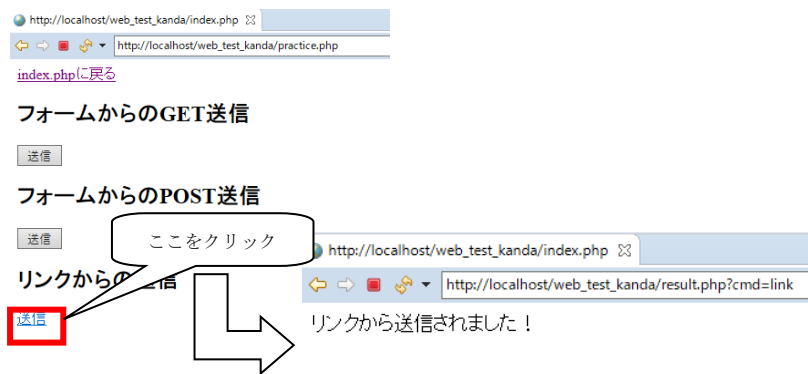 http://localhost/web_test_kanda/index.php
http://localhost/web_test_kanda/practice.php
index.phpに戻る
フォームからのGET送信
送信
フォームからのPOST送信
送信
ここをクリック
リンクからの送信
送信
http://localhost/web_test_kanda/index.php
http://localhost/web_test_kanda/result.php?cmd=link
リンクから送信されました！